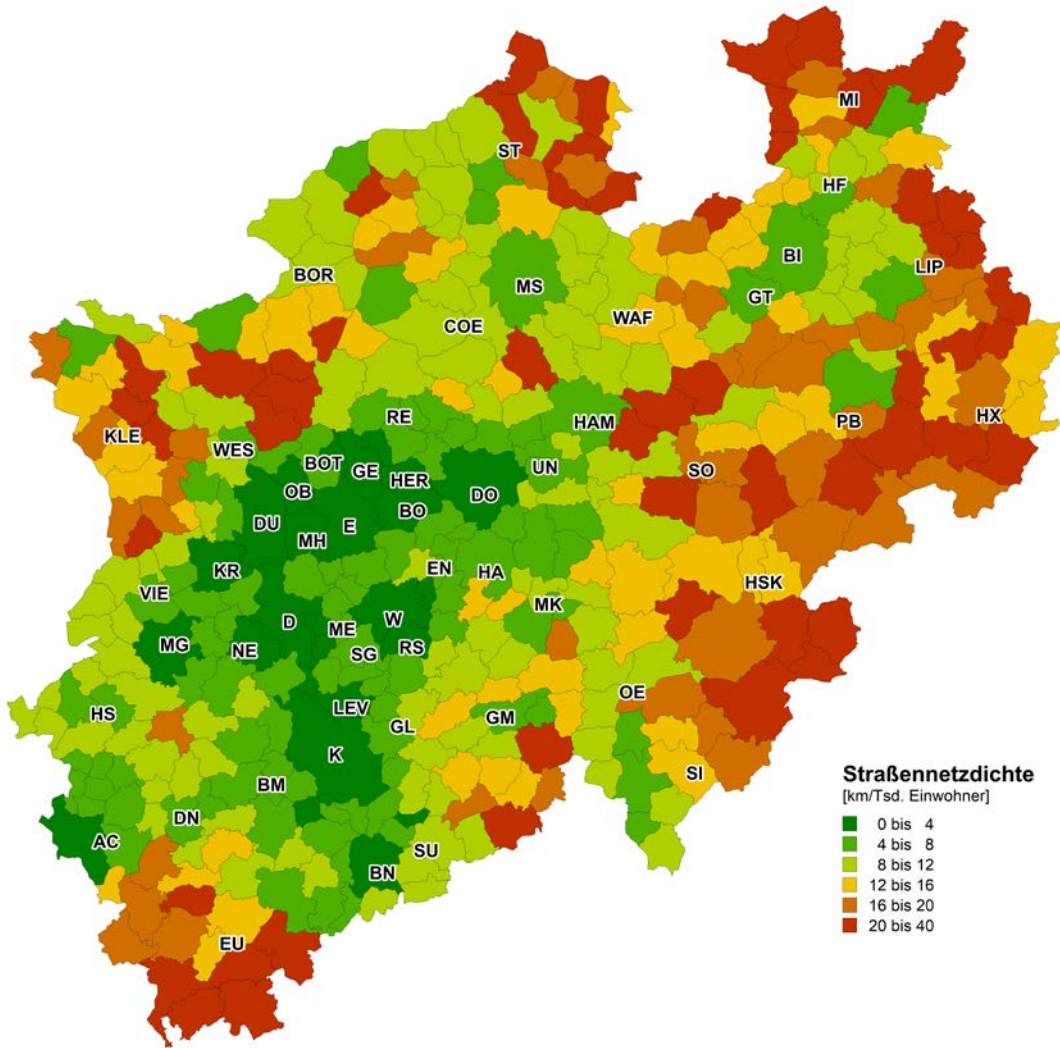 MI
ST
HF
BI
LIP
BOR
MS
GT
COE
WAF
RE
HAM
PB
HX
KLE
WES
BOT
GE
HER
UN
SO
OB
DO
DU
E
BO
MH
EN
HA
KR
HSK
VIE
MK
D
W
ME
MG
NE
SG
RS
OE
LEV
HS
GL
GM
K
SI
BM
DN
AC
SU
BN
EU
Straßennetzdichte
[km/Tsd. Einwohner]
0 bis 4
4 bis 8
8 bis 12
12 bis 16
16 bis 20
20 bis 40